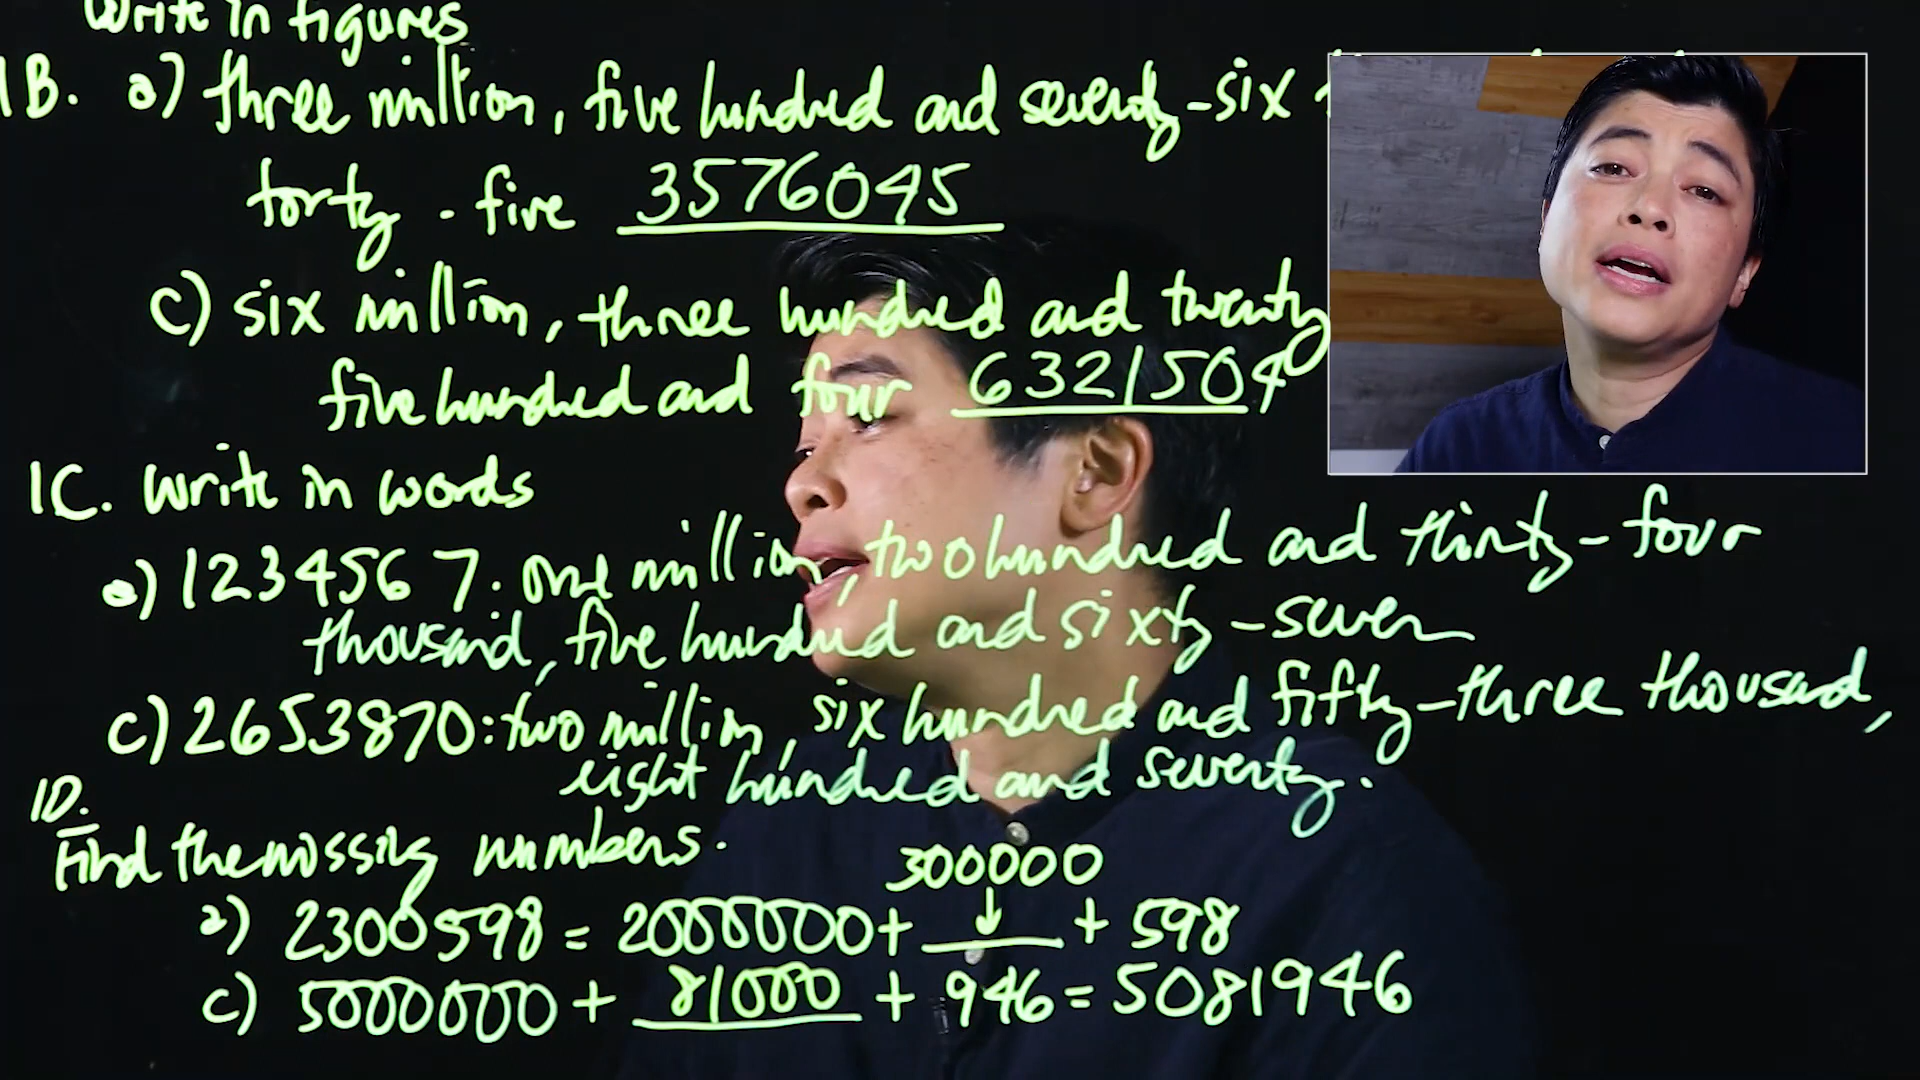 Write in figures
1B. a) three million, five hundred and seventy-six
forty-five 3576045
c) six million, three hundred and twenty
five hundred and four 6321504
1C. Write in words
a) 1234567: one million, two hundred and thirty-four
thousand, five hundred and sixty-seven
c) 2653870: two million, six hundred and fifty-three thousand,
eight hundred and seventy.
1D.
Find the missing numbers.
300000
↓
a) 2300598 = 2000000 + ___ + 598
c) 5000000 + 81000 + 946 = 5081946